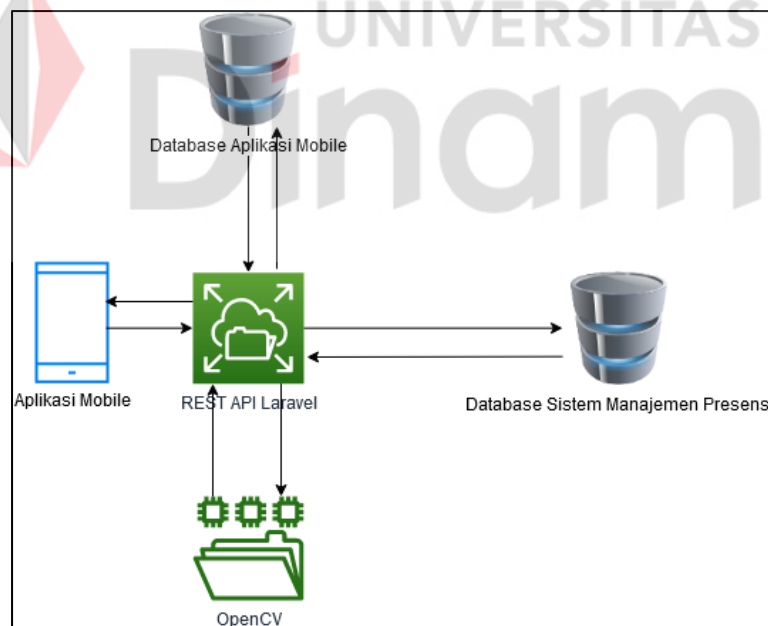 UNIVERSITAS
Dinam
Database Aplikasi Mobile
Aplikasi Mobile
REST API Laravel
Database Sistem Manajemen Presens
OpenCV